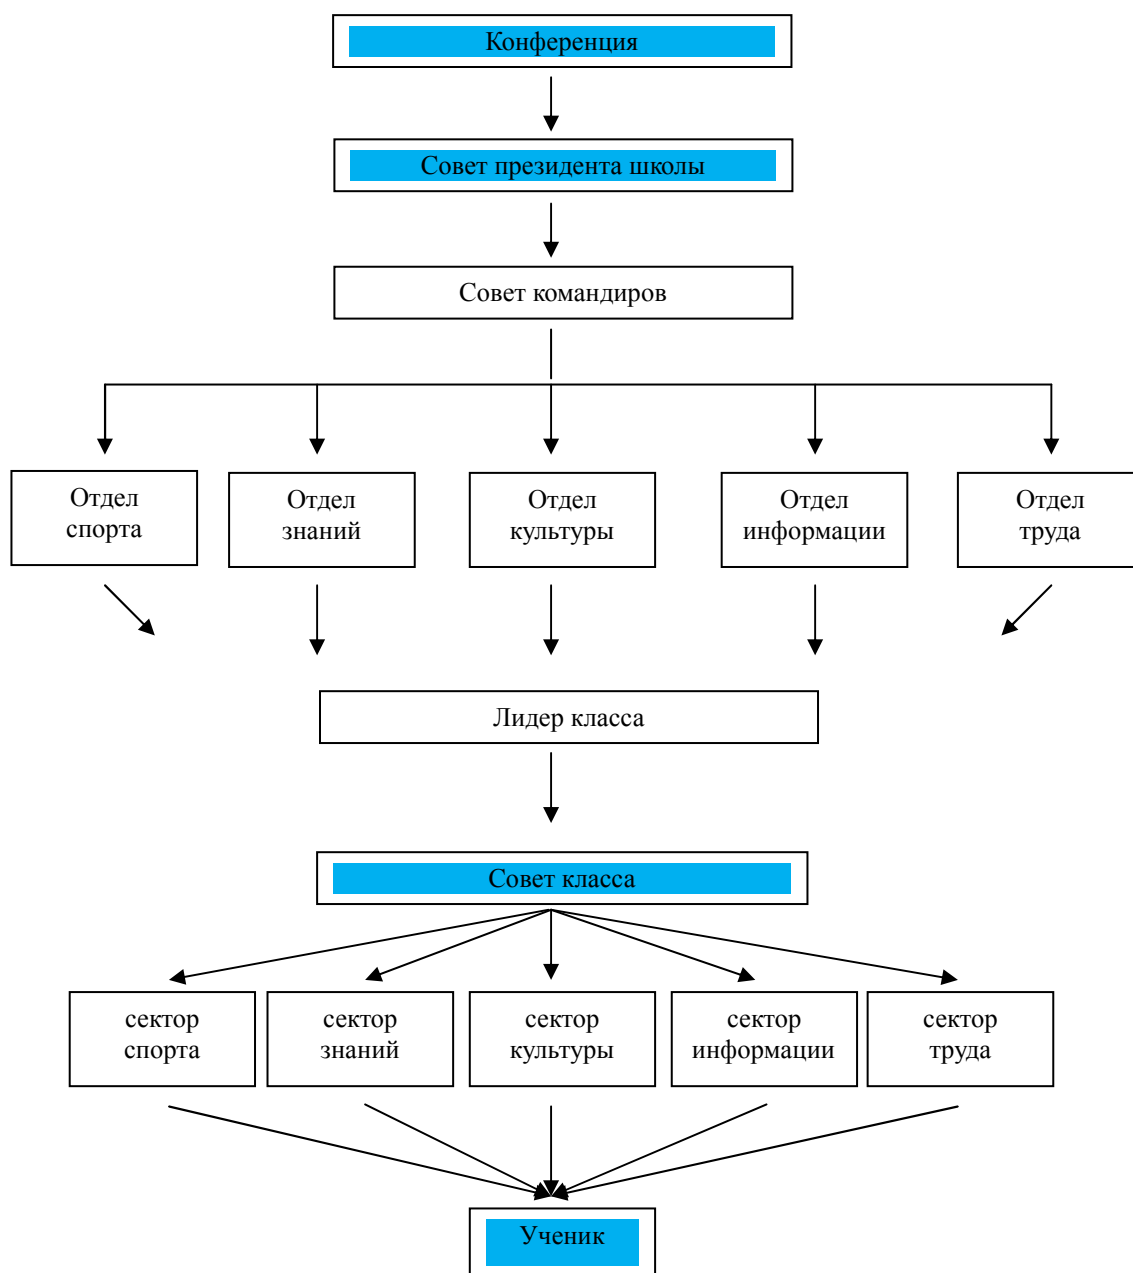 Конференция
Совет президента школы
Совет командиров
Отдел
спорта
Отдел
знаний
Отдел
культуры
Отдел
информации
Отдел
труда
Лидер класса
Совет класса
сектор
спорта
сектор
знаний
сектор
культуры
сектор
информации
сектор
труда
Ученик